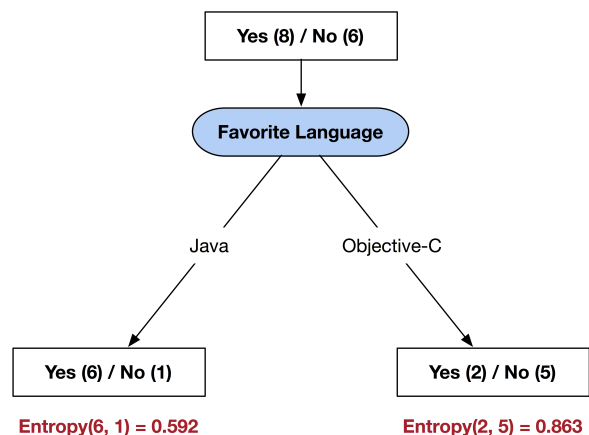 Yes (8) / No (6)
Favorite Language
Java
Objective-C
Yes (6) / No (1)
Yes (2) / No (5)
Entropy(6, 1) = 0.592
Entropy(2, 5) = 0.863